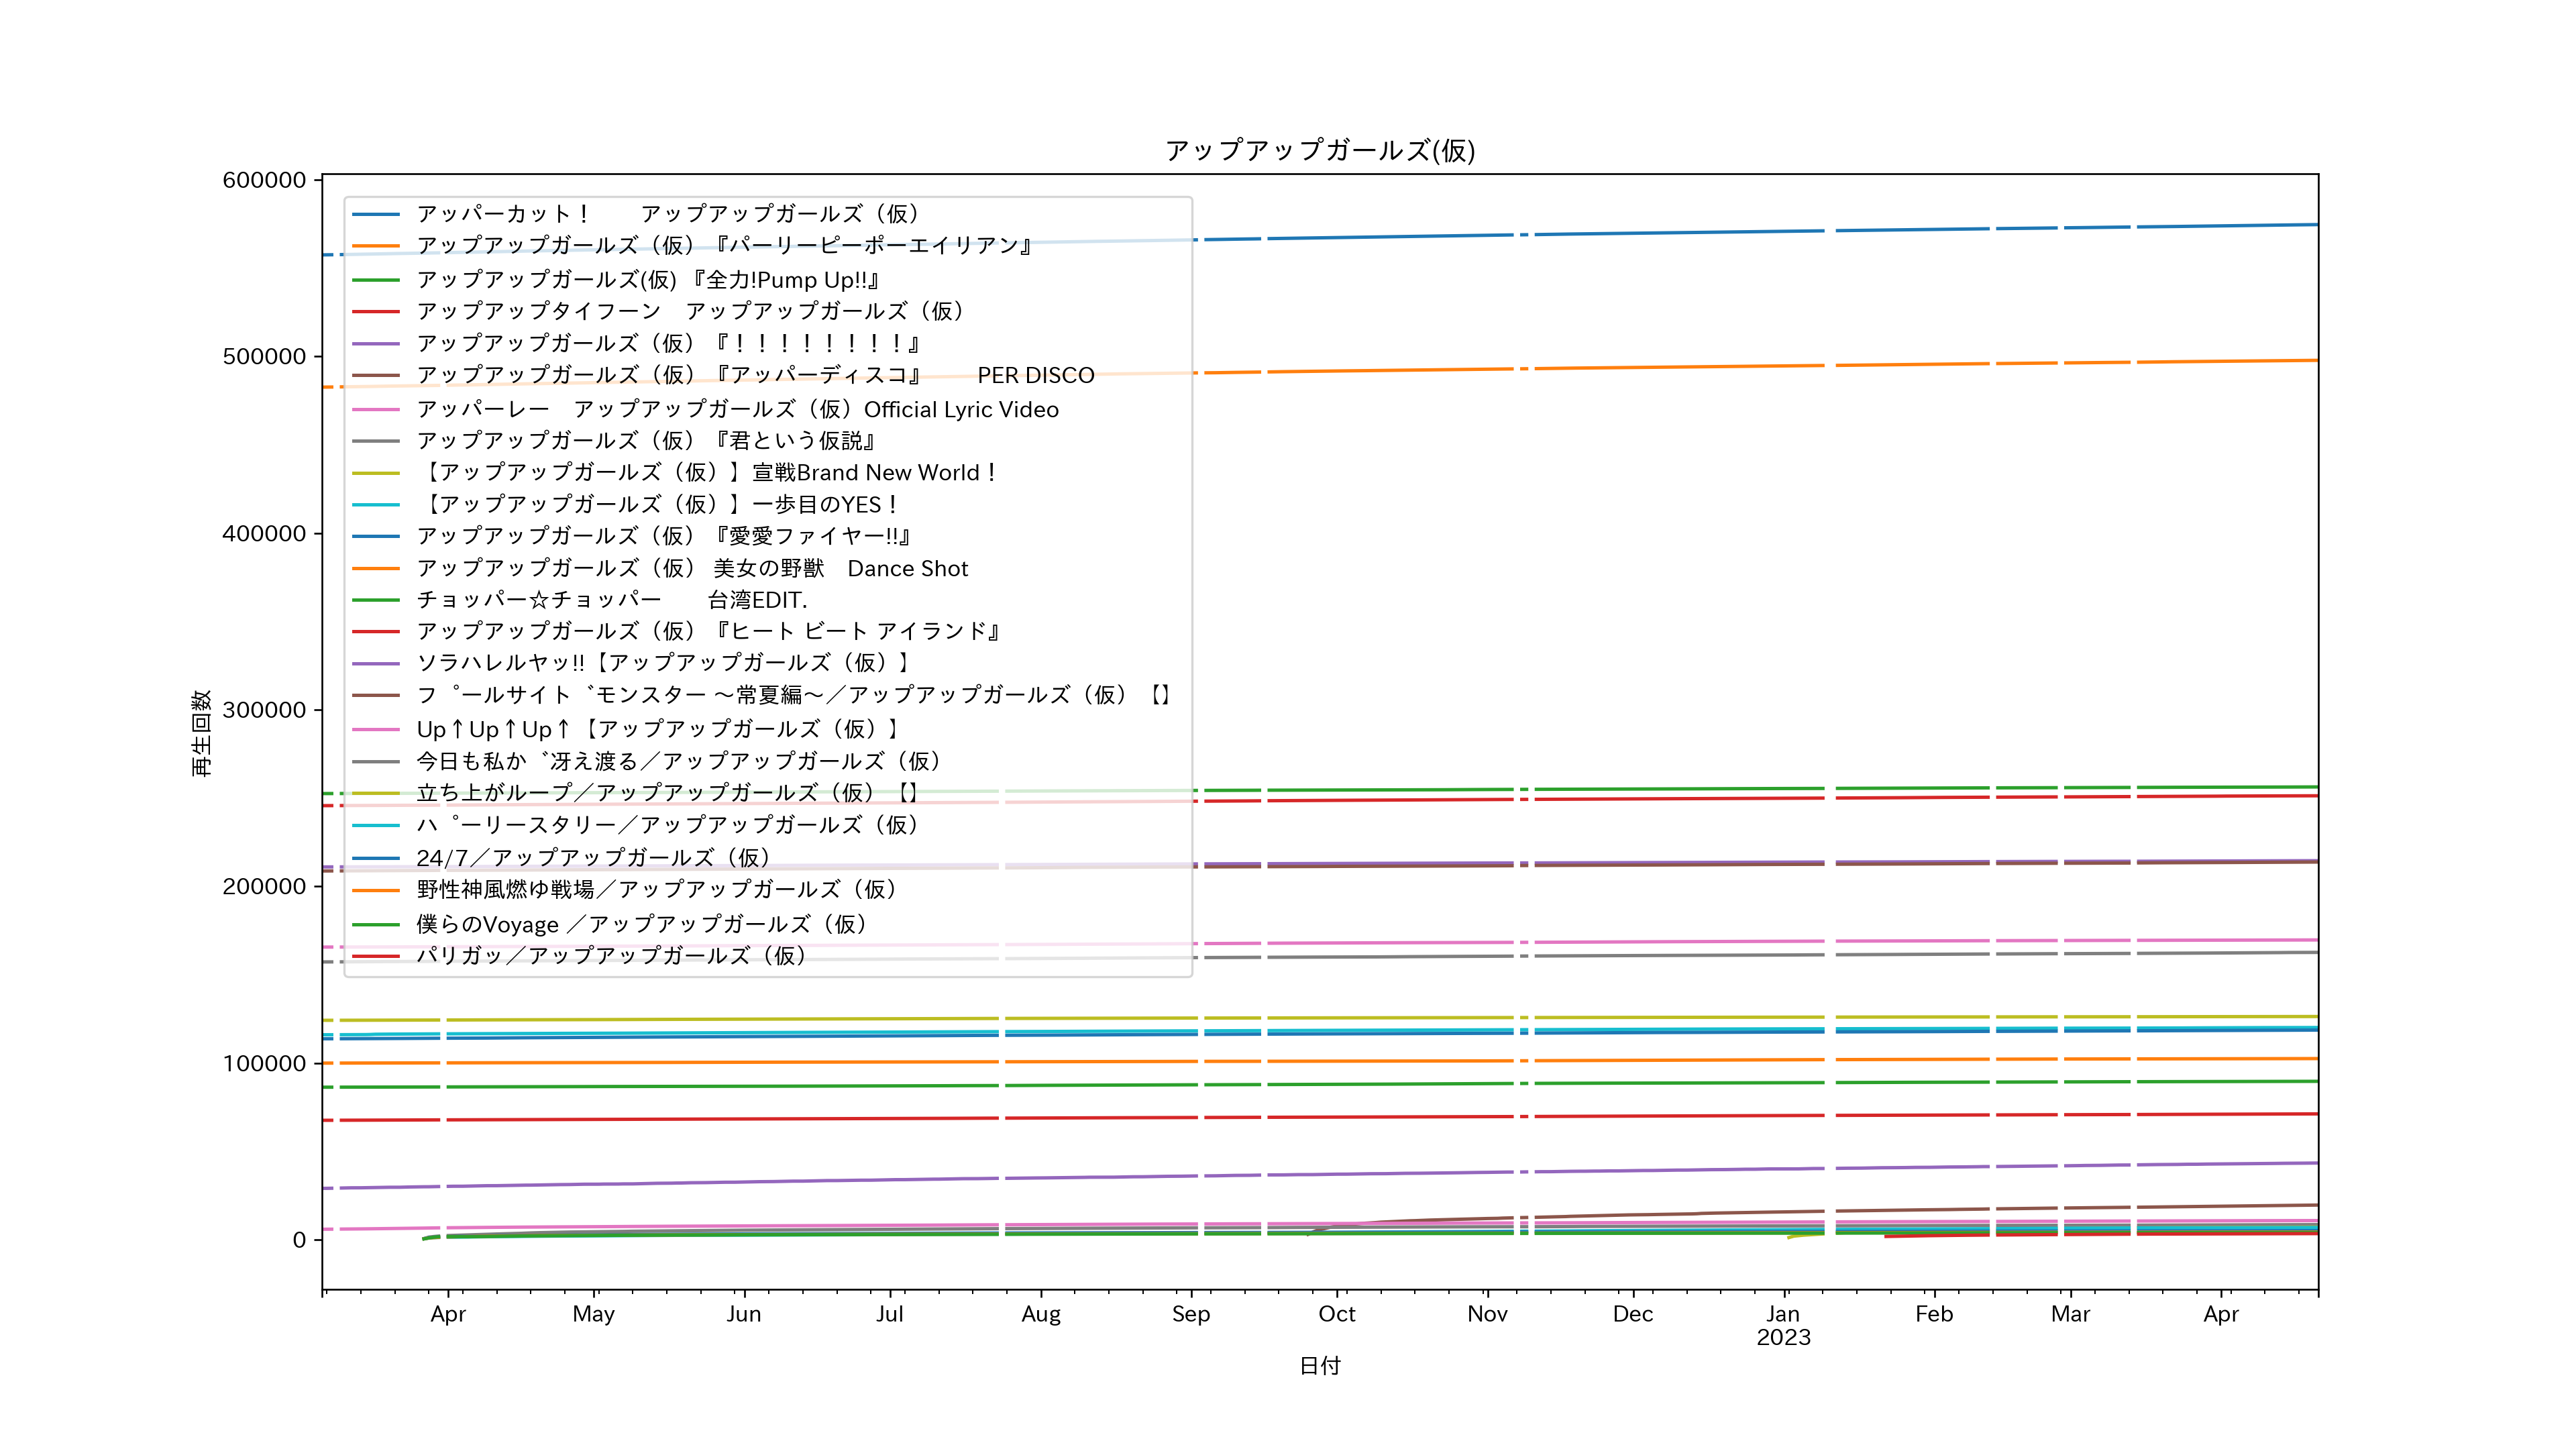 アップアップガールズ(仮)
600000
500000
400000
300000
200000
100000
0
再生回数
アッパーカット！　　アップアップガールズ（仮）
アップアップガールズ（仮）『パーリーピーポーエイリアン』
アップアップガールズ(仮) 『全力!Pump Up!!』
アップアップタイフーン　アップアップガールズ（仮）
アップアップガールズ（仮）『！！！！！！！！』
アップアップガールズ（仮）『アッパーディスコ』　　PER DISCO
アッパーレー　アップアップガールズ（仮）Official Lyric Video
アップアップガールズ（仮）『君という仮説』
【アップアップガールズ（仮）】宣戦Brand New World！
【アップアップガールズ（仮）】一歩目のYES！
アップアップガールズ（仮）『愛愛ファイヤー!!』
アップアップガールズ（仮） 美女の野獣　Dance Shot
チョッパー☆チョッパー　　台湾EDIT.
アップアップガールズ（仮）『ヒート ビート アイランド』
ソラハレルヤッ!!【アップアップガールズ（仮）】
フ゜ールサイト゛モンスター 〜常夏編〜／アップアップガールズ（仮）【】
Up↑Up↑Up↑【アップアップガールズ（仮）】
今日も私か゛冴え渡る／アップアップガールズ（仮）
立ち上がループ／アップアップガールズ（仮）【】
ハ゜ーリースタリー／アップアップガールズ（仮）
24/7／アップアップガールズ（仮）
野性神風燃ゆ戦場／アップアップガールズ（仮）
僕らのVoyage ／アップアップガールズ（仮）
パリガッ／アップアップガールズ（仮）
Apr May Jun Jul Aug Sep Oct Nov Dec Jan Feb Mar Apr
2023
日付